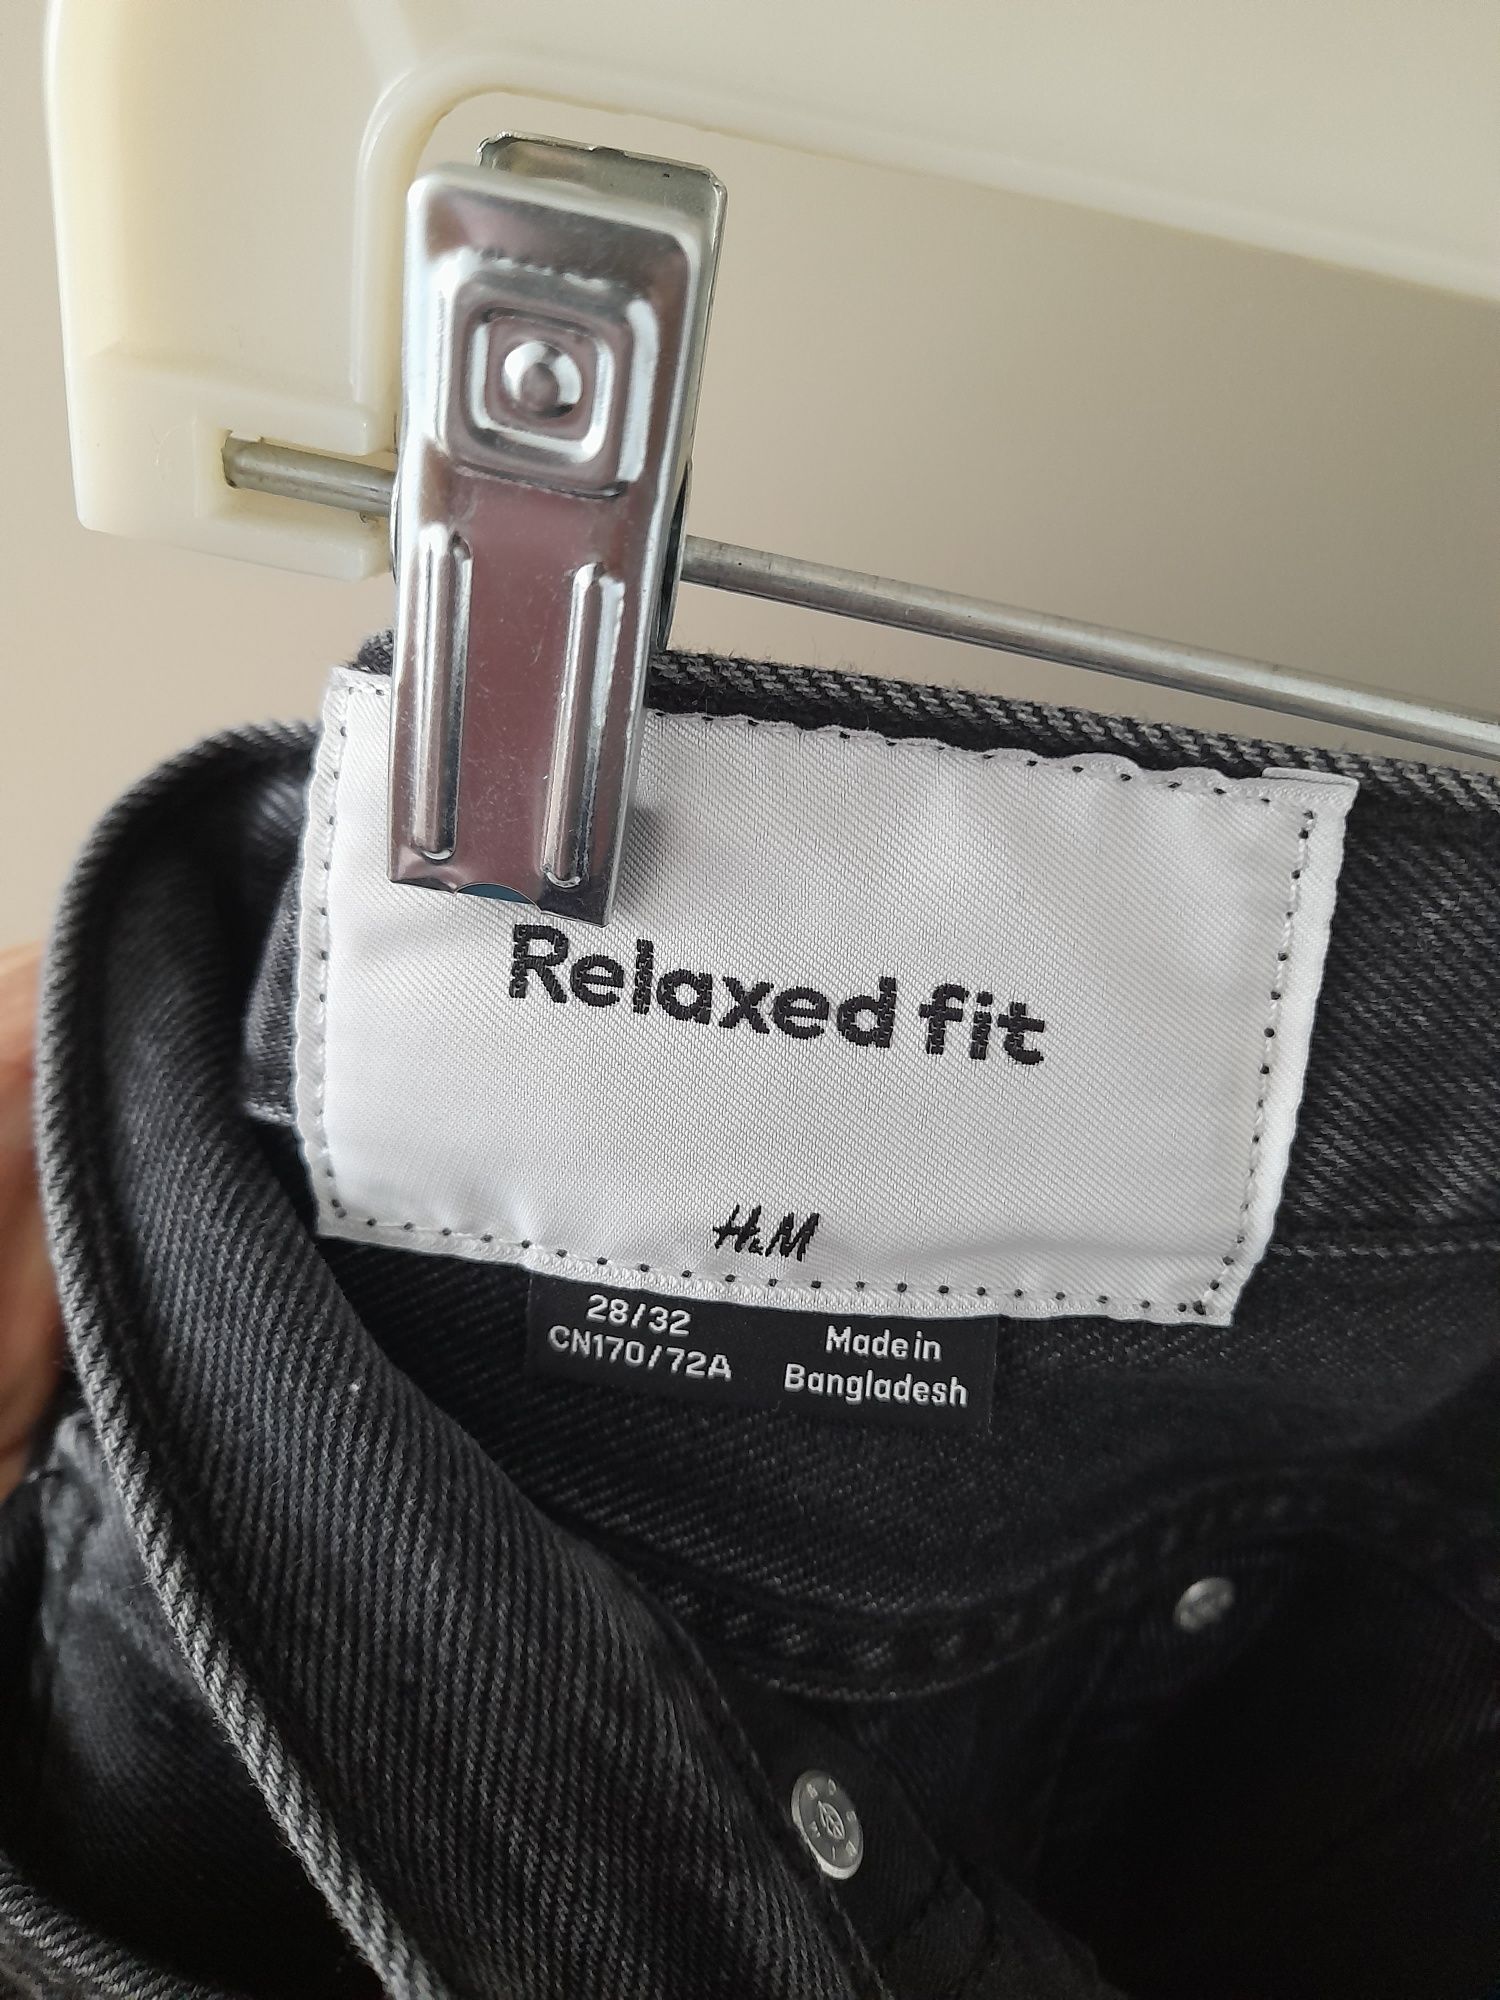 Relaxed fit
H&M
28/32
CN170/72A
Made in
Bangladesh